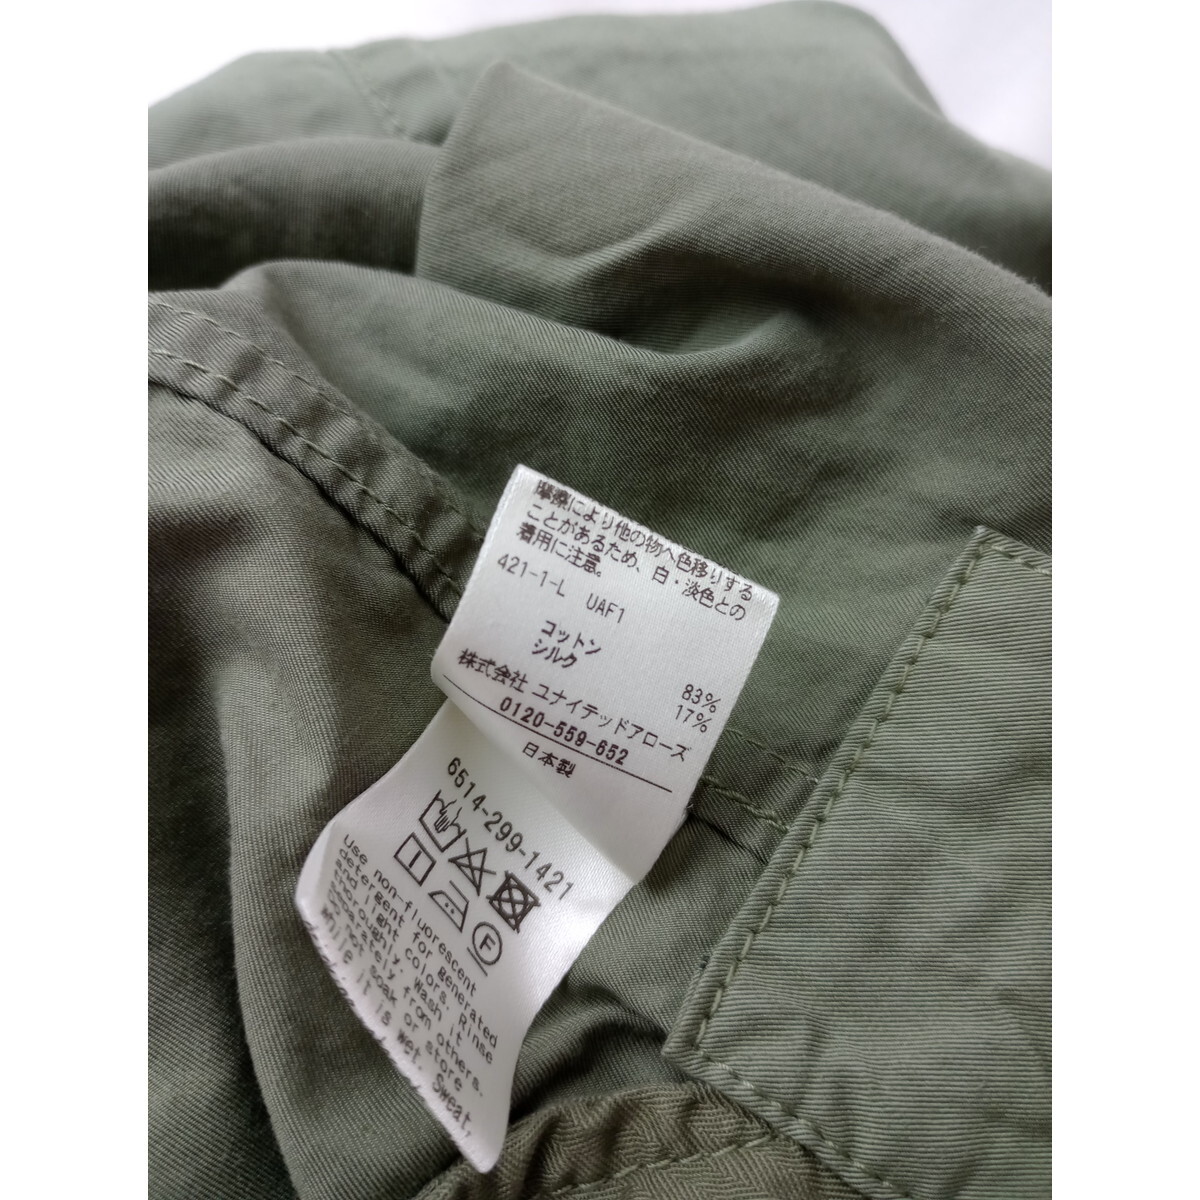 摩擦により他の物へ色移りする
ことがあるため、白・淡色との
着用に注意。
421-1-L UAF1
コットン 83%
シルク 17%
株式会社 ユナイテッドアローズ
0120-559-652
日本製
6514-299-1421
F
Use non-fluorescent
detergent for generated
and light colors. Rinse
thoroughly. Wash it
separately from others.
not soak or store
while it is wet. Sweat,